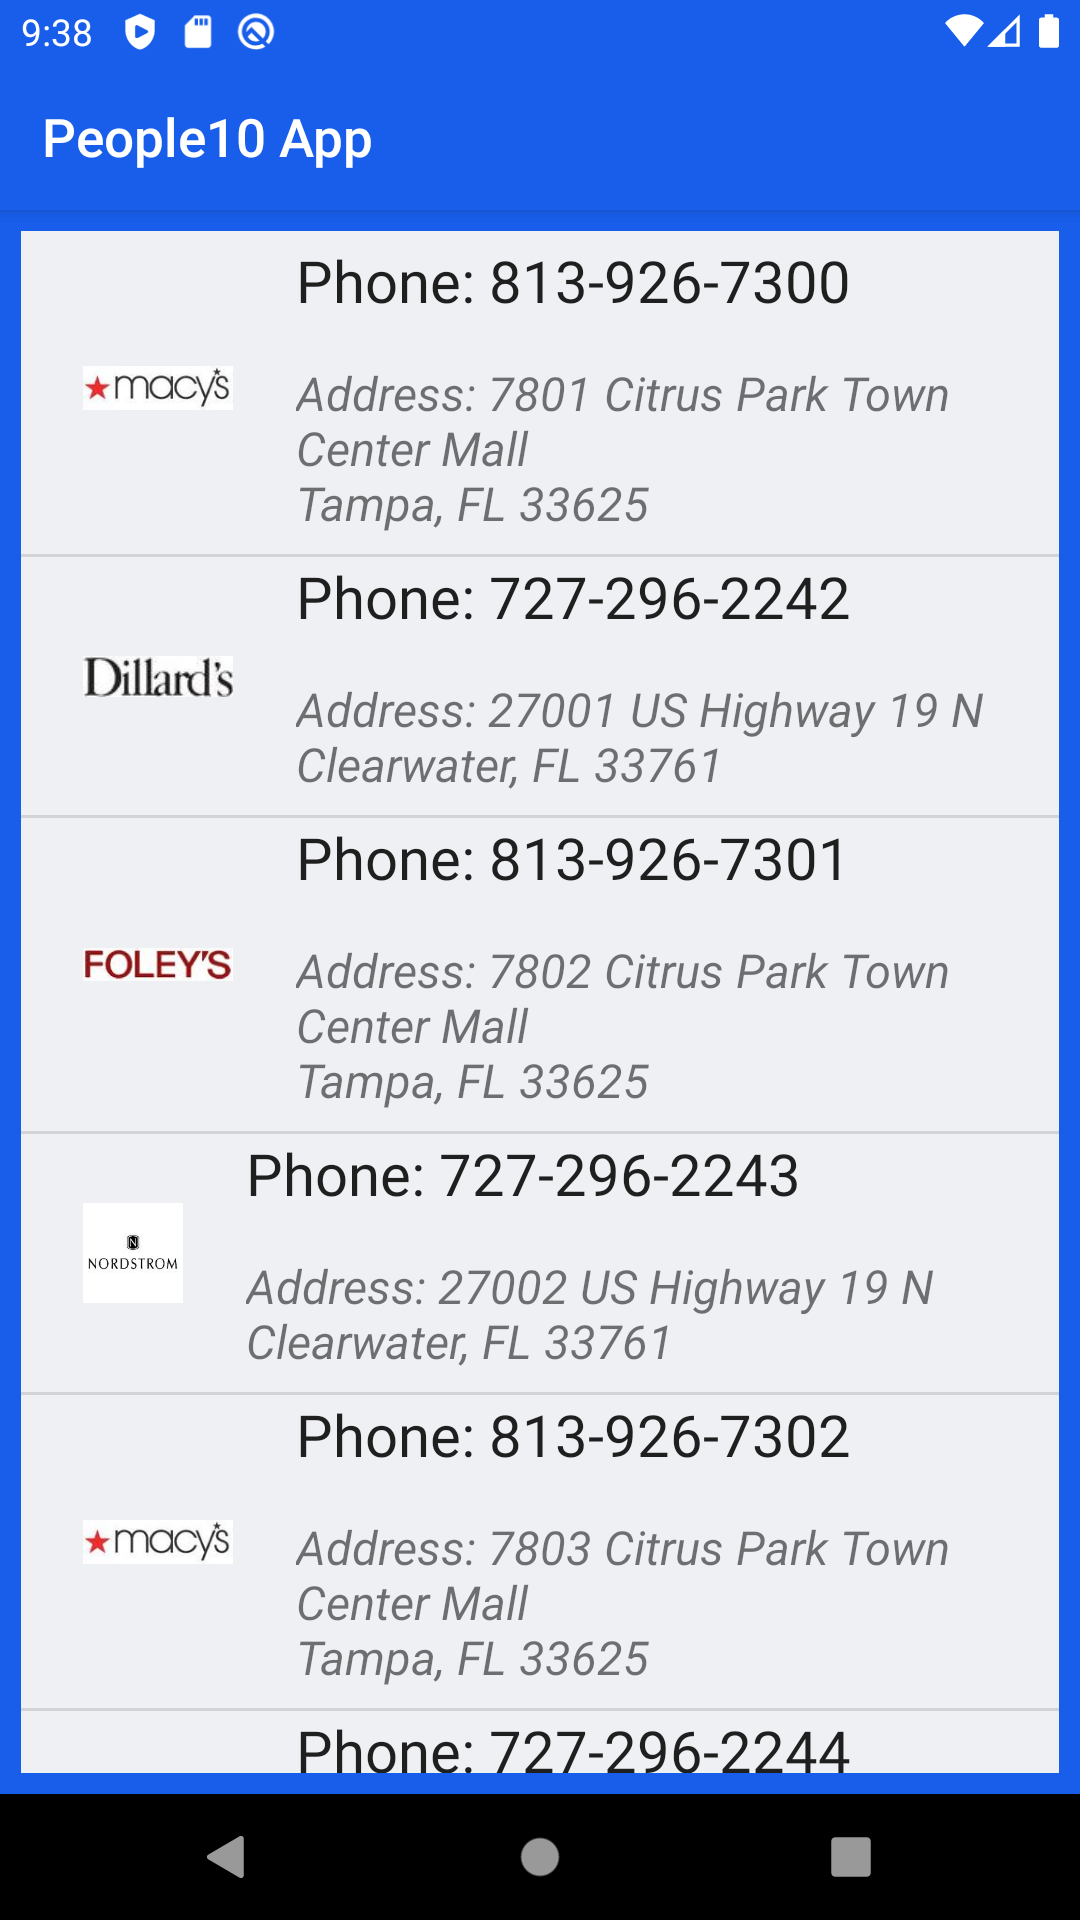 9:38
People10 App
Phone: 813-926-7300
macy's
Address: 7801 Citrus Park Town
Center Mall
Tampa, FL 33625
Phone: 727-296-2242
Dillard's
Address: 27001 US Highway 19 N
Clearwater, FL 33761
Phone: 813-926-7301
FOLEY'S
Address: 7802 Citrus Park Town
Center Mall
Tampa, FL 33625
Phone: 727-296-2243
N
NORDSTROM
Address: 27002 US Highway 19 N
Clearwater, FL 33761
Phone: 813-926-7302
macy's
Address: 7803 Citrus Park Town
Center Mall
Tampa, FL 33625
Phone: 727-296-2244